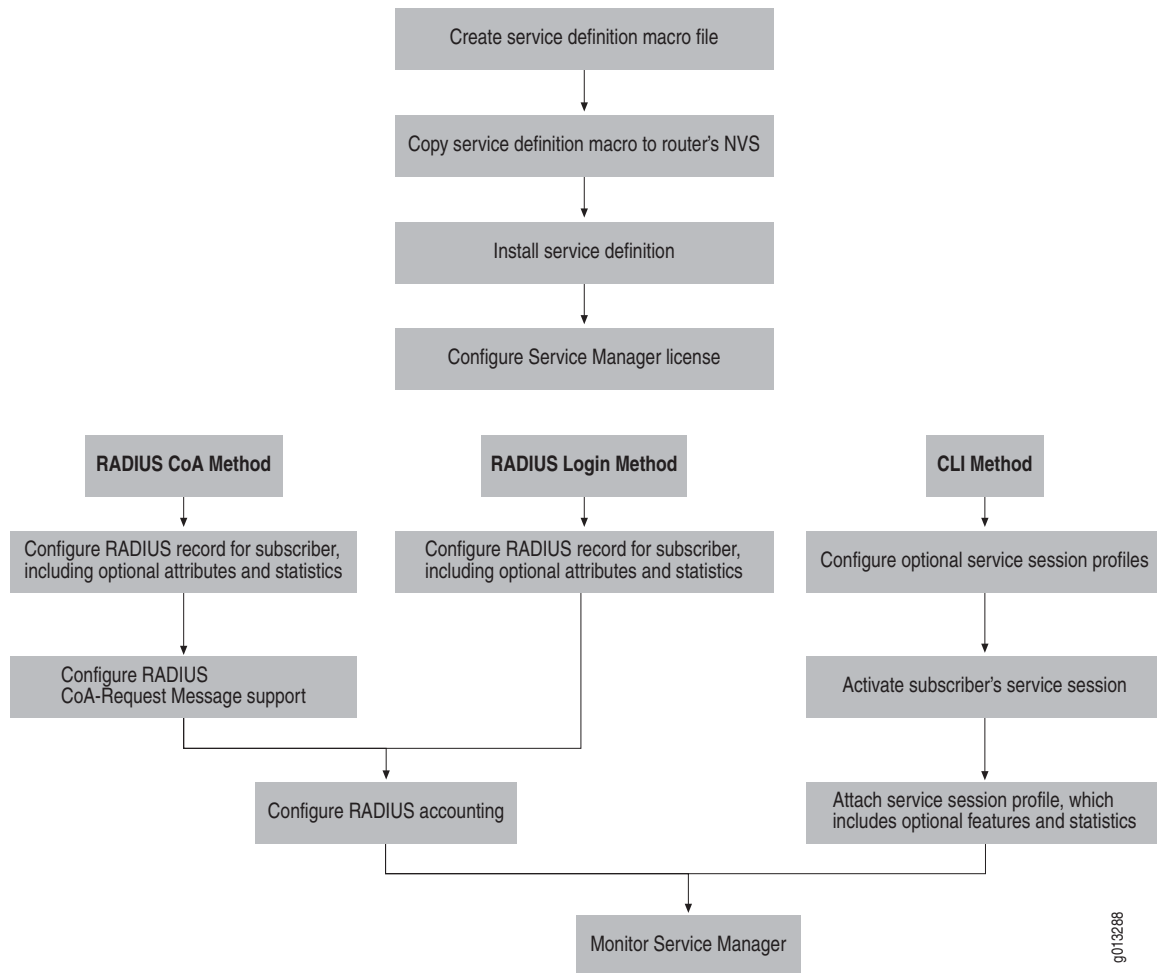 Create service definition macro file
Copy service definition macro to router's NVS
Install service definition
Configure Service Manager license
RADIUS CoA Method
RADIUS Login Method
CLI Method
Configure RADIUS record for subscriber,
including optional attributes and statistics
Configure RADIUS record for subscriber,
including optional attributes and statistics
Configure optional service session profiles
Configure RADIUS
CoA-Request Message support
Activate subscriber's service session
Configure RADIUS accounting
Attach service session profile, which
includes optional features and statistics
Monitor Service Manager
g013288